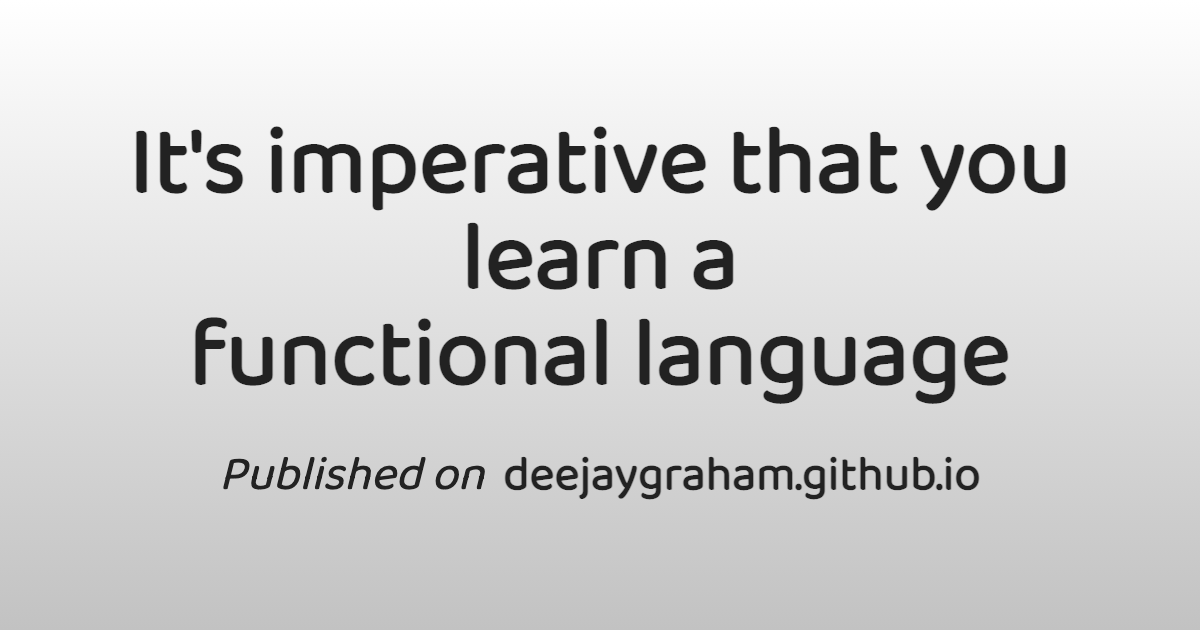 It's imperative that you
learn a
functional language
Published on deejaygraham.github.io